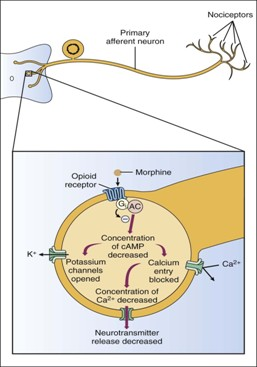 Nociceptors
Primary
afferent neuron
Morphine
Opioid
receptor
G
AC
−
Concentration
of cAMP
decreased
K⁺
Ca²⁺
Potassium
channels
opened
Calcium
entry
blocked
Concentration of
Ca²⁺ decreased
Neurotransmitter
release decreased